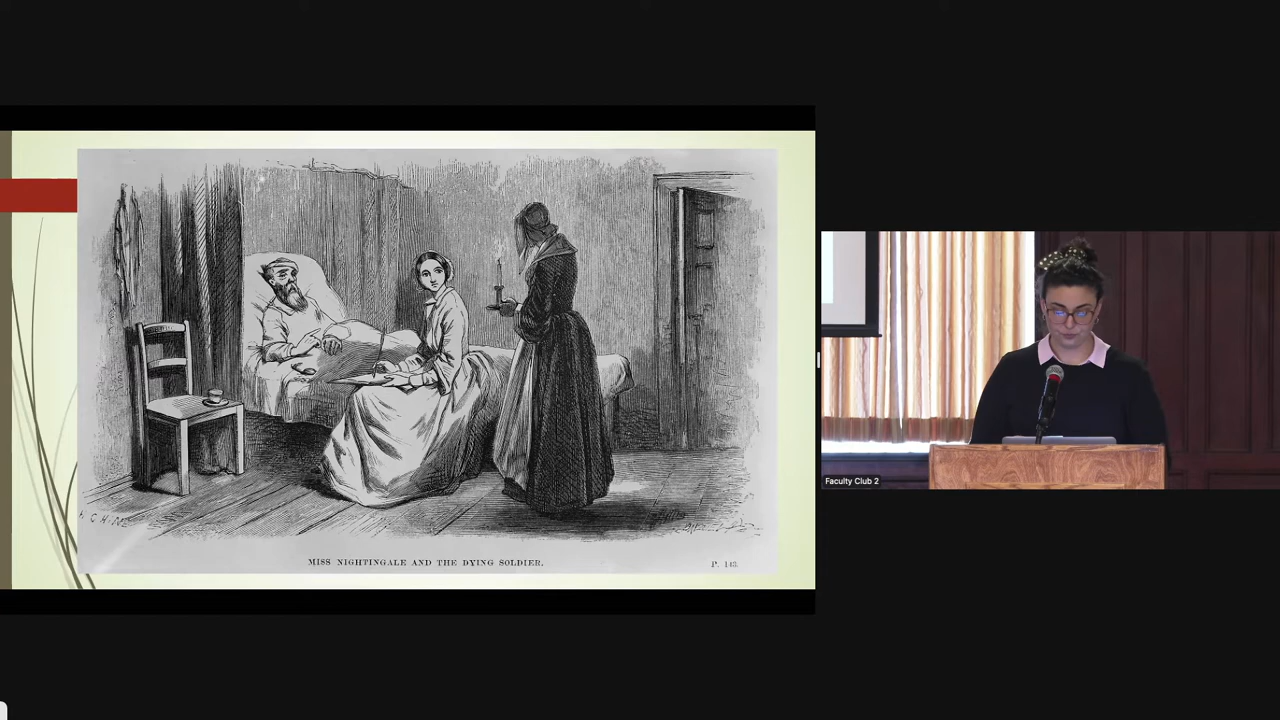 MISS NIGHTINGALE AND THE DYING SOLDIER.
P. 143.
Faculty Club 2